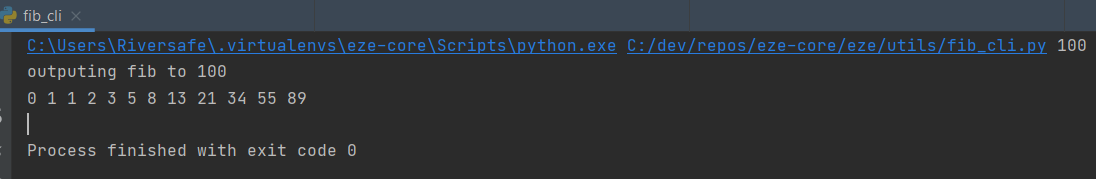 fib_cli
C:\Users\Riversafe\.virtualenvs\eze-core\Scripts\python.exe C:/dev/repos/eze-core/eze/utils/fib_cli.py 100
outputing fib to 100
0 1 1 2 3 5 8 13 21 34 55 89
Process finished with exit code 0